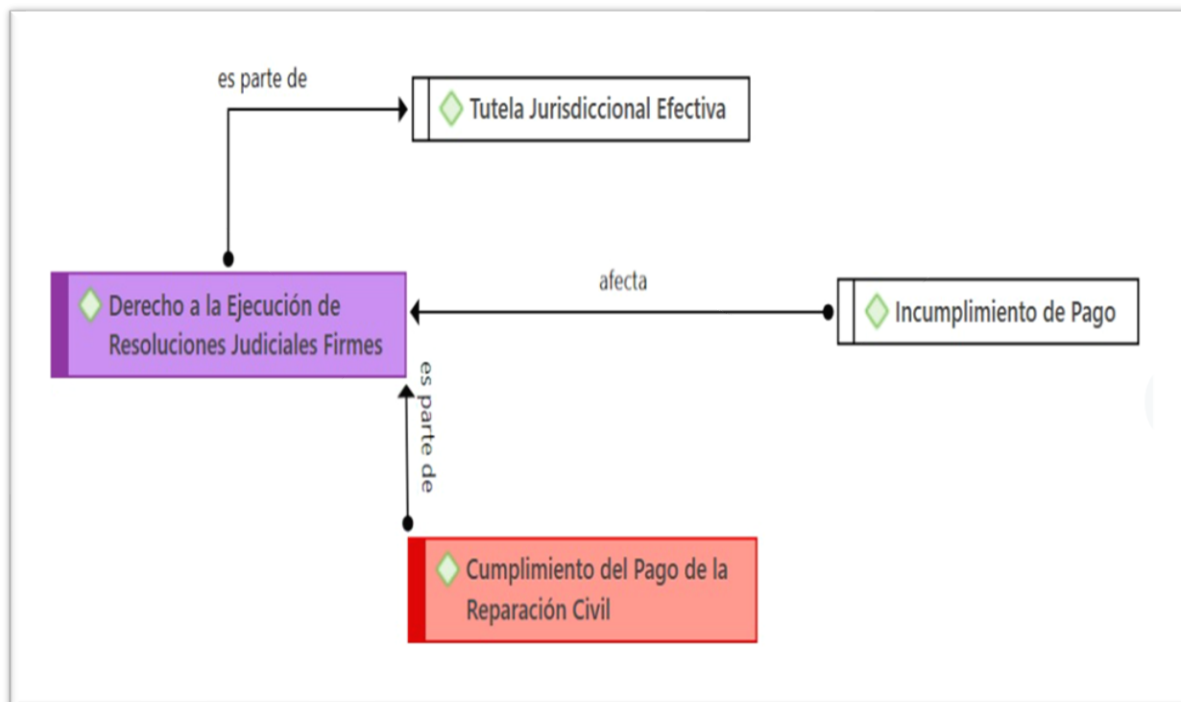 es parte de
Tutela Jurisdiccional Efectiva
Derecho a la Ejecución de
Resoluciones Judiciales Firmes
afecta
Incumplimiento de Pago
es parte de
Cumplimiento del Pago de la
Reparación Civil